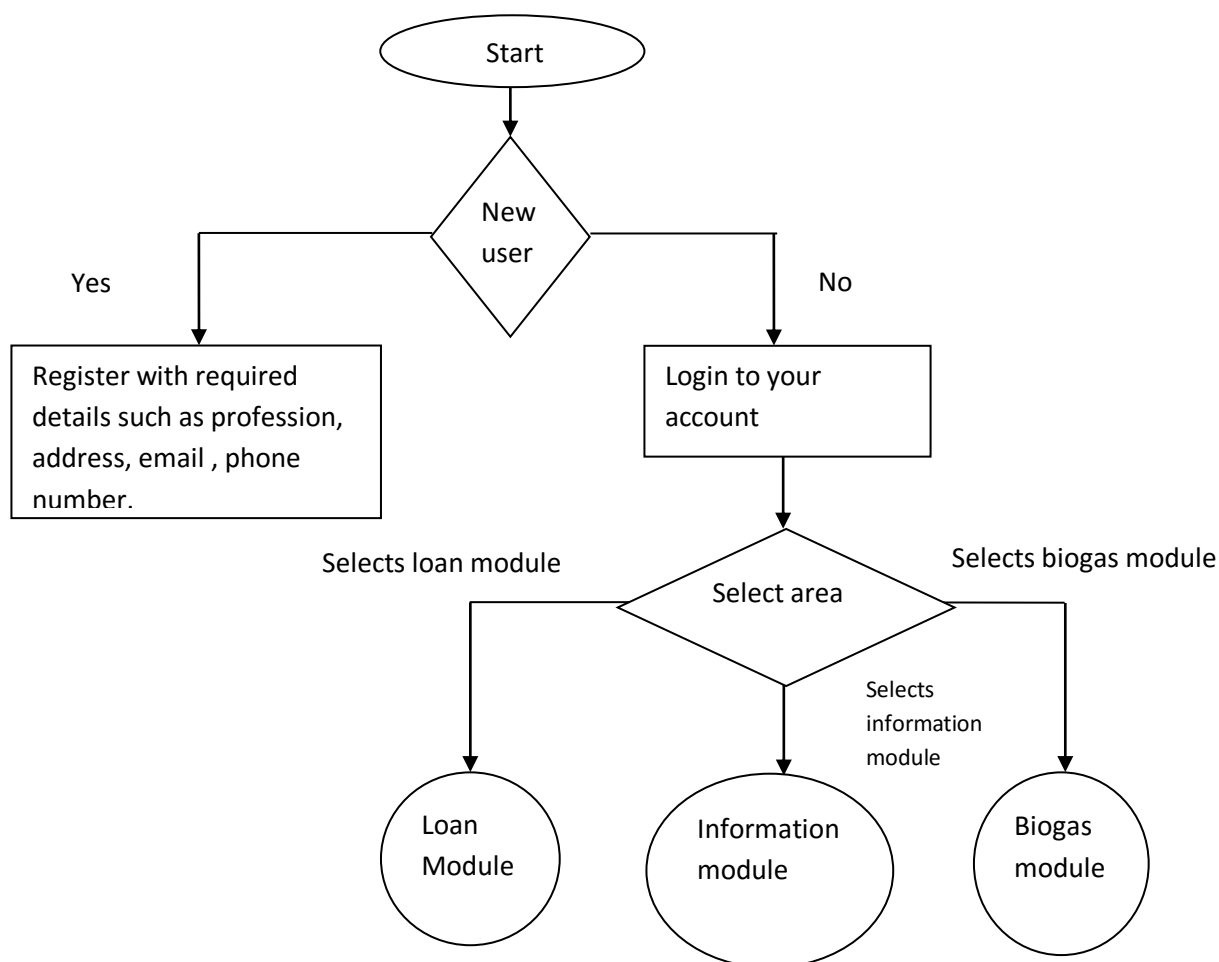 Start
New
user
Yes
No
Register with required
details such as profession,
address, email , phone
number.
Login to your
account
Selects loan module
Selects biogas module
Select area
Selects
information
module
Loan
Module
Information
module
Biogas
module